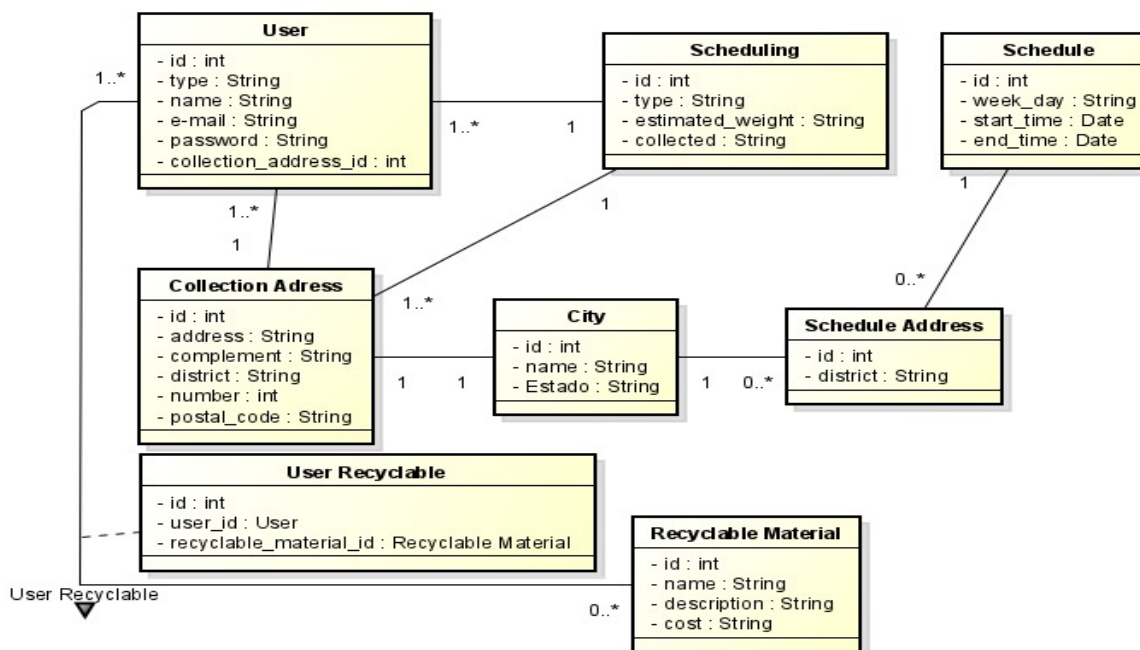 User
- id : int
- type : String
- name : String
- e-mail : String
- password : String
- collection_address_id : int
Scheduling
- id : int
- type : String
- estimated_weight : String
- collected : String
Schedule
- id : int
- week_day : String
- start_time : Date
- end_time : Date
1..*
1..*
1
1..*
1
1
1..*
1
0..*
Collection Adress
- id : int
- address : String
- complement : String
- district : String
- number : int
- postal_code : String
City
- id : int
- name : String
- Estado : String
Schedule Address
- id : int
- district : String
1
1
1
0..*
User Recyclable
- id : int
- user_id : User
- recyclable_material_id : Recyclable Material
Recyclable Material
- id : int
- name : String
- description : String
- cost : String
User Recyclable
0..*